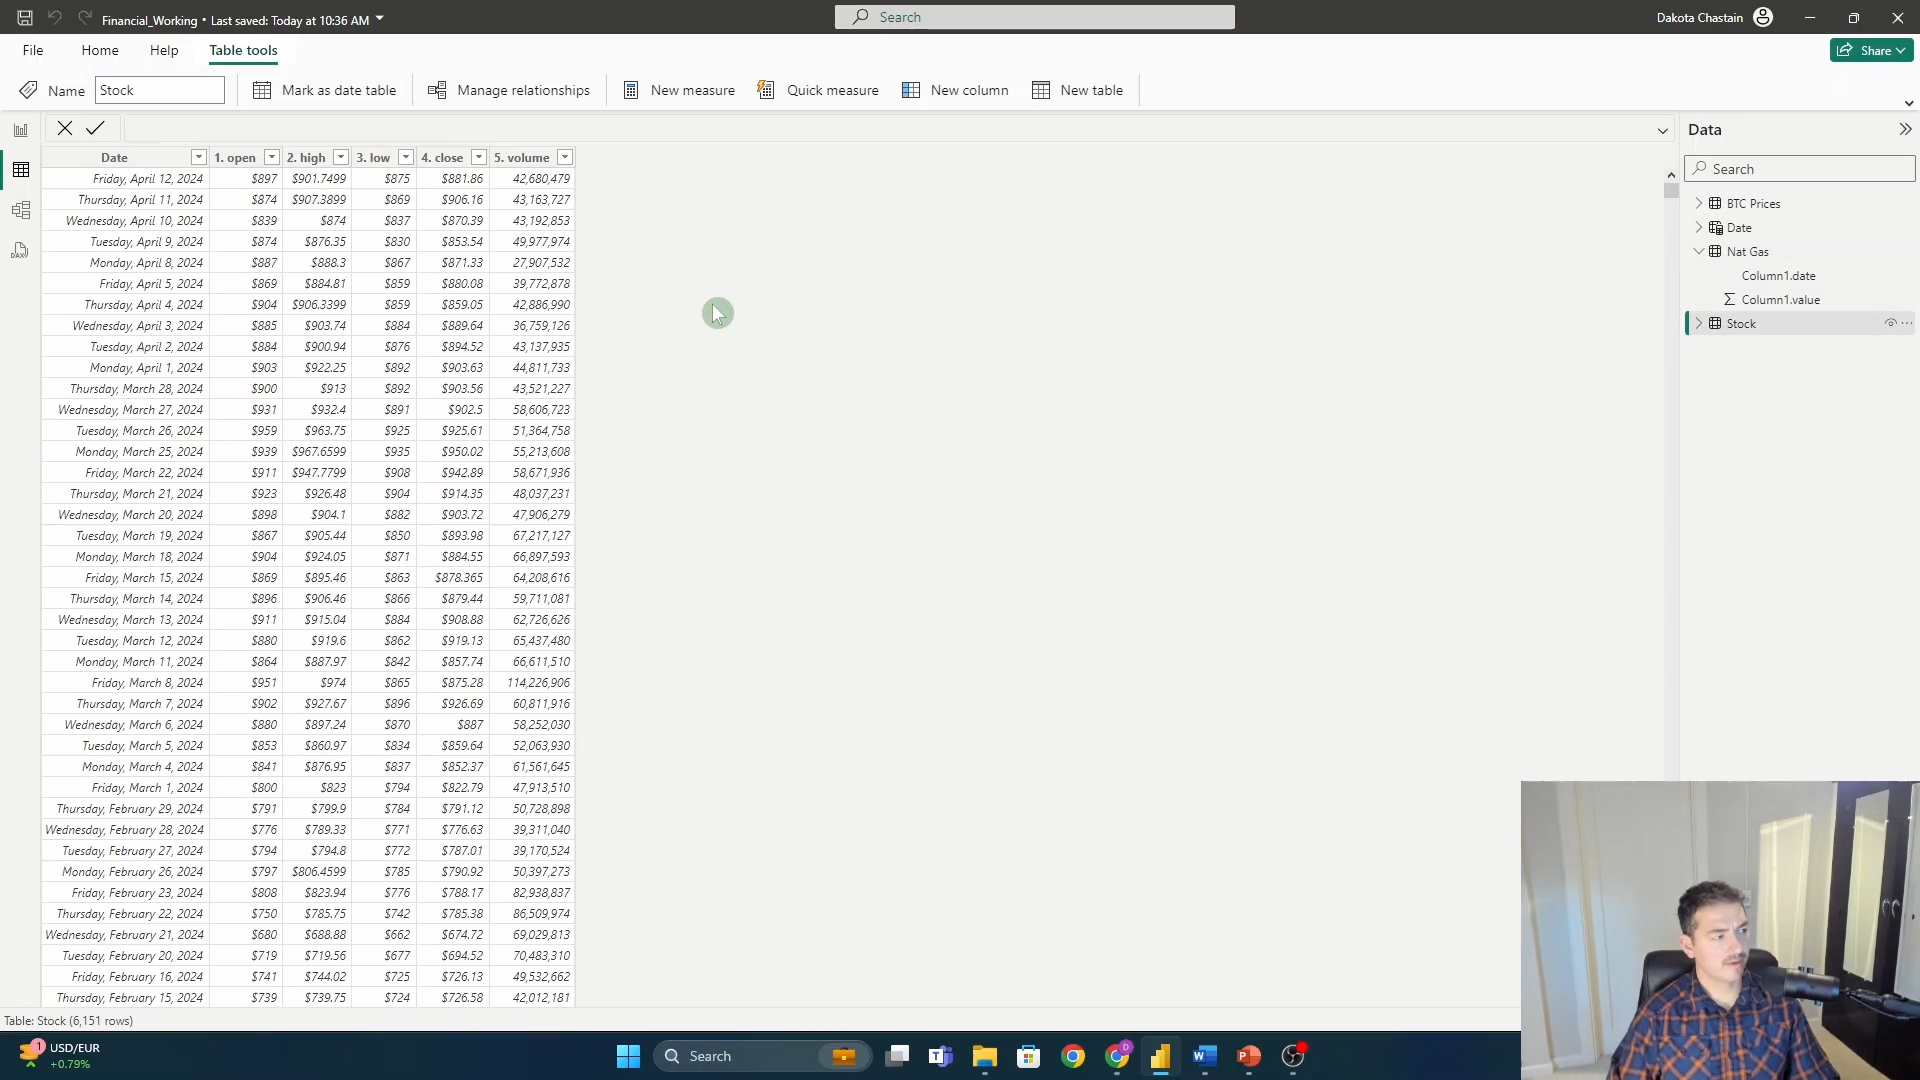 Financial_Working • Last saved: Today at 10:36 AM
Search
Dakota Chastain
File Home Help Table tools
Share
Name Stock Mark as date table Manage relationships New measure Quick measure New column New table
Data
Search
BTC Prices
Date
Nat Gas
Column1.date
Column1.value
Stock
Date 1. open 2. high 3. low 4. close 5. volume
Friday, April 12, 2024 $897 $901.7499 $875 $881.86 42,680,479
Thursday, April 11, 2024 $874 $907.3899 $869 $906.16 43,163,727
Wednesday, April 10, 2024 $839 $874 $837 $870.39 43,192,853
Tuesday, April 9, 2024 $874 $876.35 $830 $853.54 49,977,974
Monday, April 8, 2024 $887 $888.3 $867 $871.33 27,907,532
Friday, April 5, 2024 $869 $884.81 $859 $880.08 39,772,878
Thursday, April 4, 2024 $904 $906.3399 $859 $859.05 42,886,990
Wednesday, April 3, 2024 $885 $903.74 $884 $889.64 36,759,126
Tuesday, April 2, 2024 $884 $900.94 $876 $894.52 43,137,935
Monday, April 1, 2024 $903 $922.25 $892 $903.63 44,811,733
Thursday, March 28, 2024 $900 $913 $892 $903.56 43,521,227
Wednesday, March 27, 2024 $931 $932.4 $891 $902.5 58,606,723
Tuesday, March 26, 2024 $959 $963.75 $925 $925.61 51,364,758
Monday, March 25, 2024 $939 $967.6599 $935 $950.02 55,213,608
Friday, March 22, 2024 $911 $947.7799 $908 $942.89 58,671,936
Thursday, March 21, 2024 $923 $926.48 $904 $914.35 48,037,231
Wednesday, March 20, 2024 $898 $904.1 $882 $903.72 47,906,279
Tuesday, March 19, 2024 $867 $905.44 $850 $893.98 67,217,127
Monday, March 18, 2024 $904 $924.05 $871 $884.55 66,897,593
Friday, March 15, 2024 $869 $895.46 $863 $878.365 64,208,616
Thursday, March 14, 2024 $896 $906.46 $866 $879.44 59,711,081
Wednesday, March 13, 2024 $911 $915.04 $884 $908.88 62,726,626
Tuesday, March 12, 2024 $880 $919.6 $862 $919.13 65,437,480
Monday, March 11, 2024 $864 $887.97 $842 $857.74 66,611,510
Friday, March 8, 2024 $951 $974 $865 $875.28 114,226,906
Thursday, March 7, 2024 $902 $927.67 $896 $926.69 60,811,916
Wednesday, March 6, 2024 $880 $897.24 $870 $887 58,252,030
Tuesday, March 5, 2024 $853 $860.97 $834 $859.64 52,063,930
Monday, March 4, 2024 $841 $876.95 $837 $852.37 61,561,645
Friday, March 1, 2024 $800 $823 $794 $822.79 47,913,510
Thursday, February 29, 2024 $791 $799.9 $784 $791.12 50,728,898
Wednesday, February 28, 2024 $776 $789.33 $771 $776.63 39,311,040
Tuesday, February 27, 2024 $794 $794.8 $772 $787.01 39,170,524
Monday, February 26, 2024 $797 $806.4599 $785 $790.92 50,397,273
Friday, February 23, 2024 $808 $823.94 $776 $788.17 82,938,837
Thursday, February 22, 2024 $750 $785.75 $742 $785.38 86,509,974
Wednesday, February 21, 2024 $680 $688.88 $662 $674.72 69,029,813
Tuesday, February 20, 2024 $719 $719.56 $677 $694.52 70,483,310
Friday, February 16, 2024 $741 $744.02 $725 $726.13 49,532,662
Thursday, February 15, 2024 $739 $739.75 $724 $726.58 42,012,181
Table: Stock (6,151 rows)
1
USD/EUR
+0.79%
Search